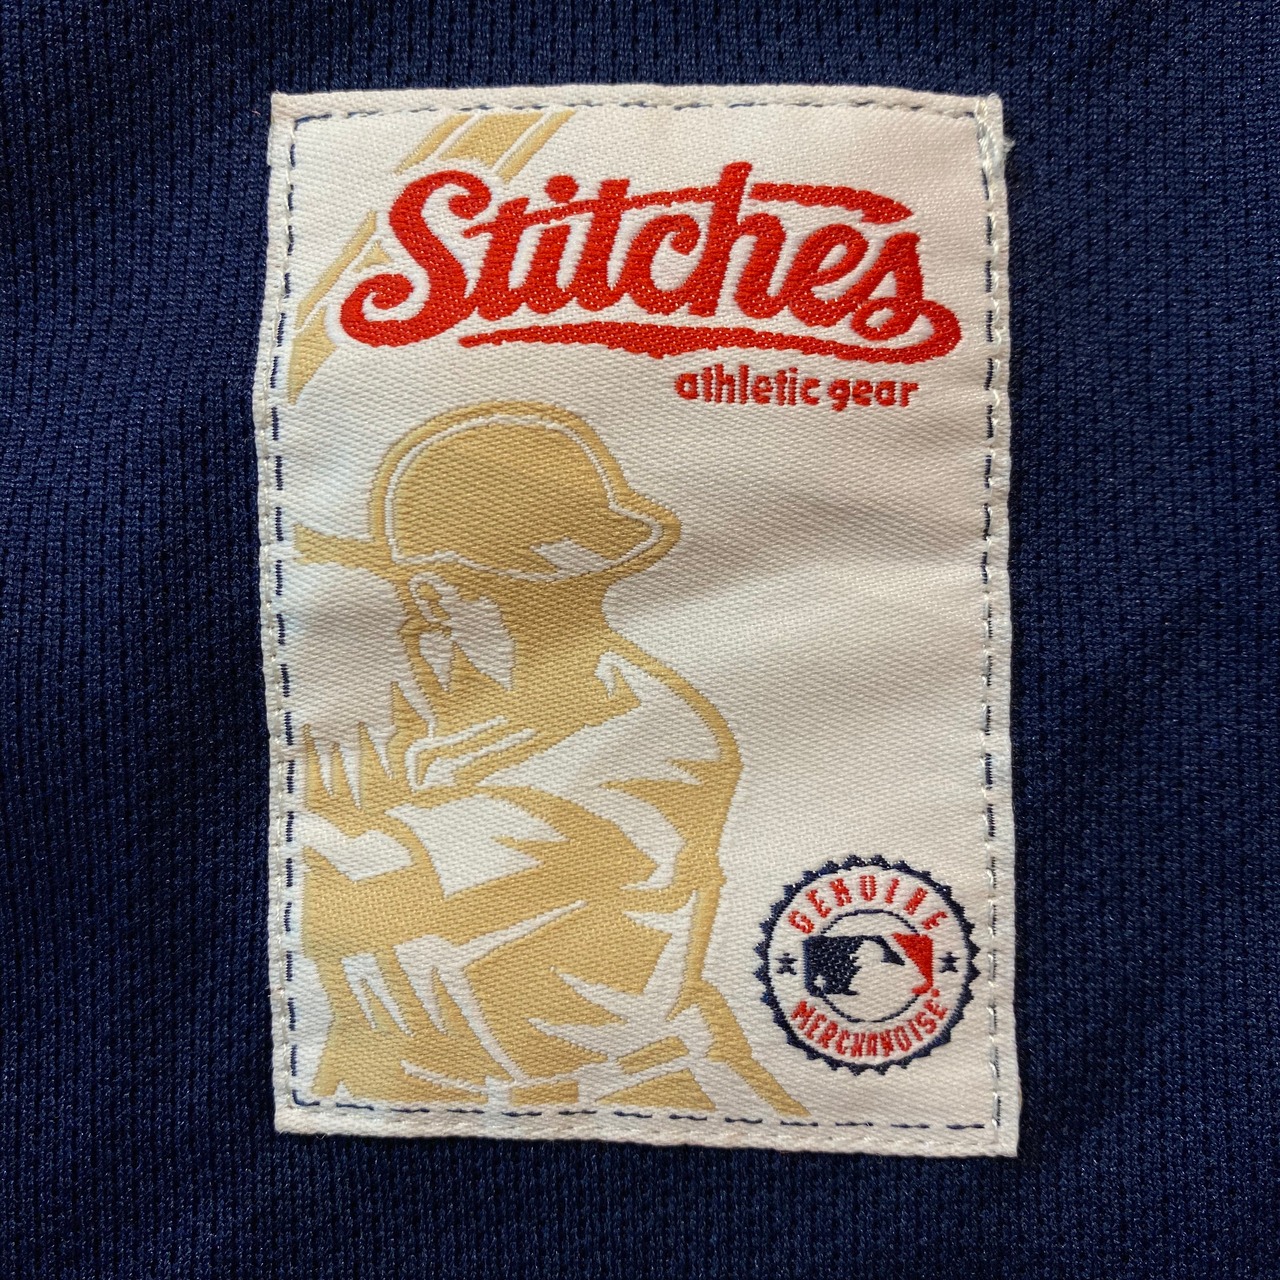 Stitches
athletic gear
GENUINE
MERCHANDISE